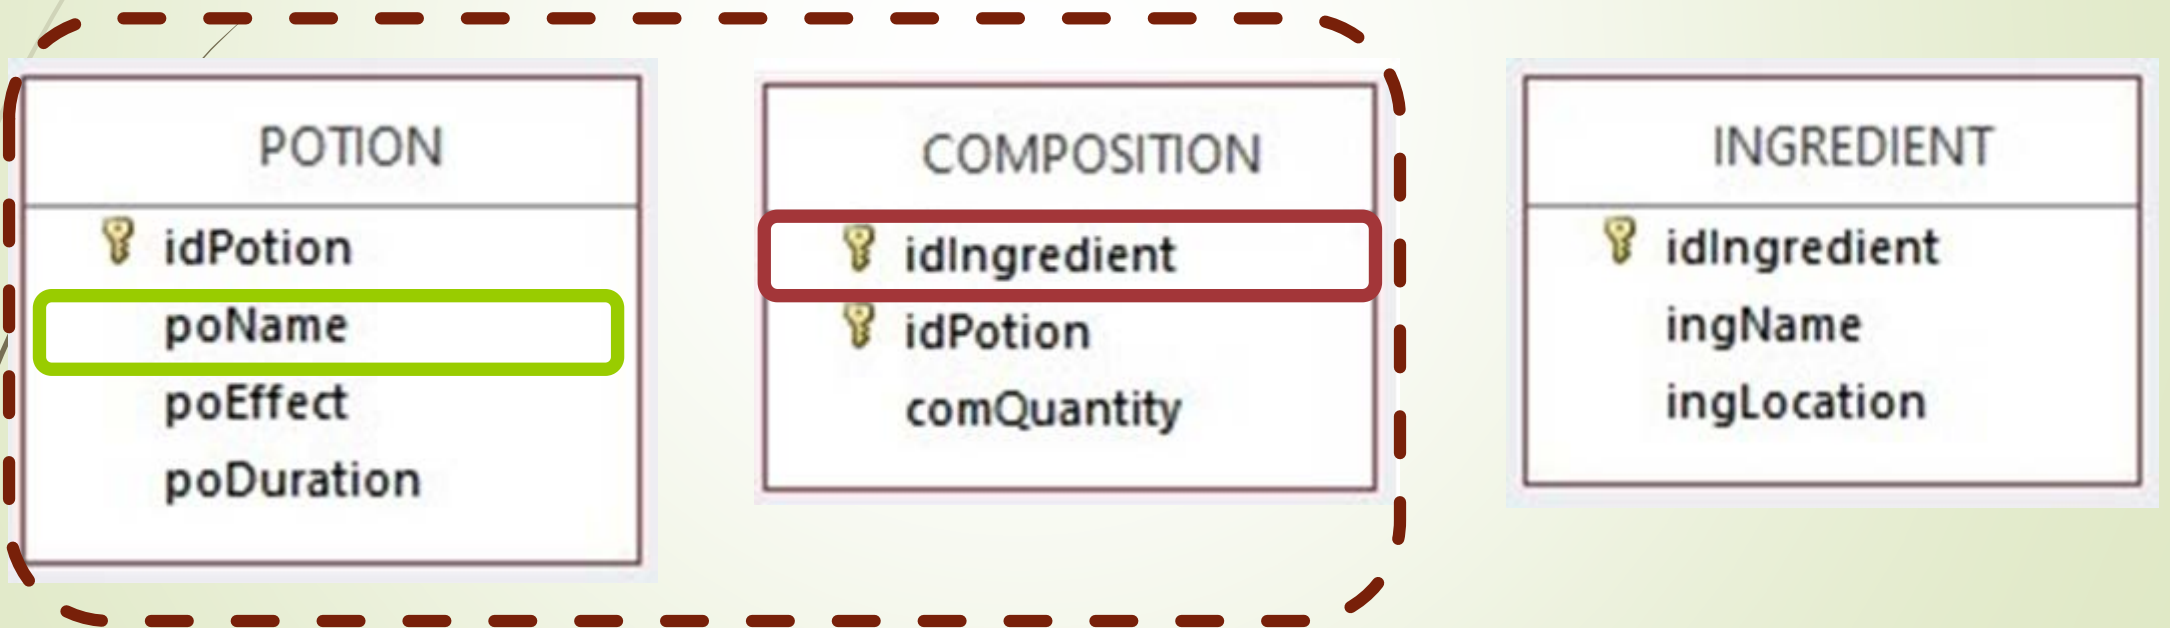 POTION
idPotion
poName
poEffect
poDuration
COMPOSITION
idIngredient
idPotion
comQuantity
INGREDIENT
idIngredient
ingName
ingLocation